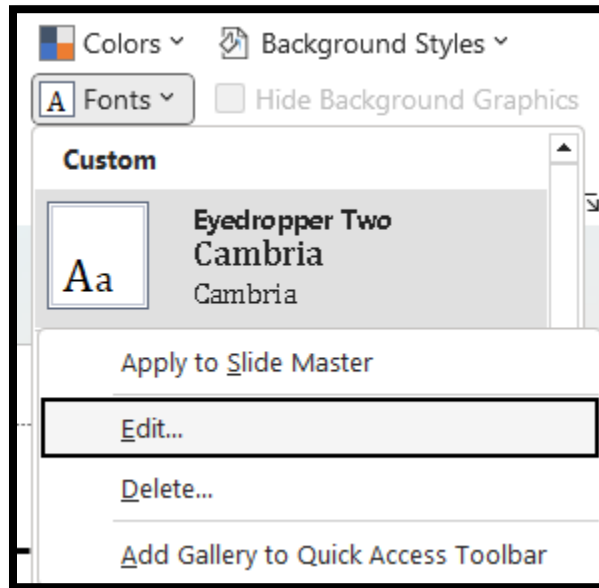 Colors Background Styles
A Fonts Hide Background Graphics
Custom
Eyedropper Two
Aa Cambria
Cambria
Apply to Slide Master
Edit...
Delete...
Add Gallery to Quick Access Toolbar